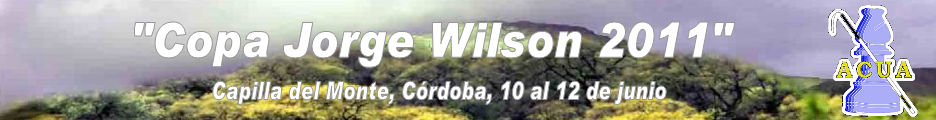 "Copa Jorge Wilson 2011"
Capilla del Monte, Córdoba, 10 al 12 de junio
ACUA